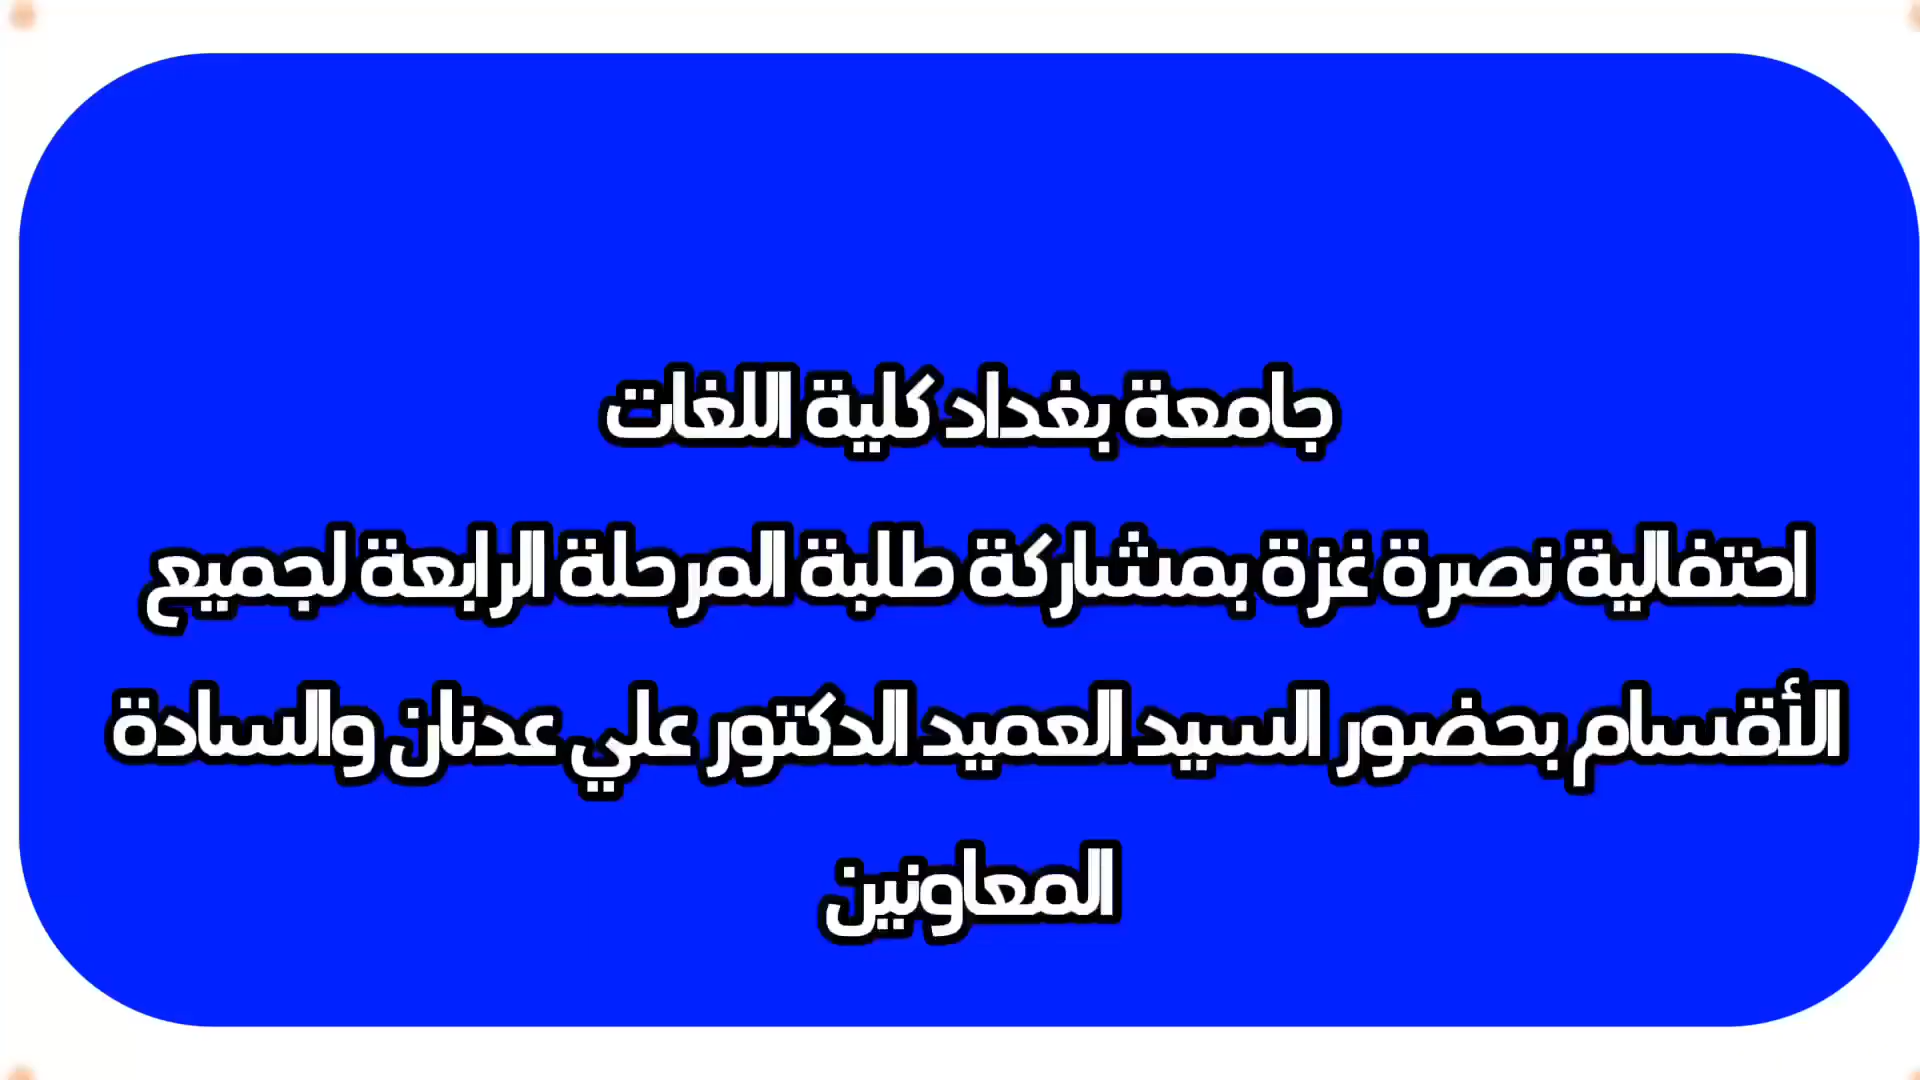 جامعة بغداد كلية اللغات
احتفالية نصرة غزة بمشاركة طلبة المرحلة الرابعة لجميع
الأقسام بحضور السيد العميد الدكتور علي عدنان والسادة
المعاونين